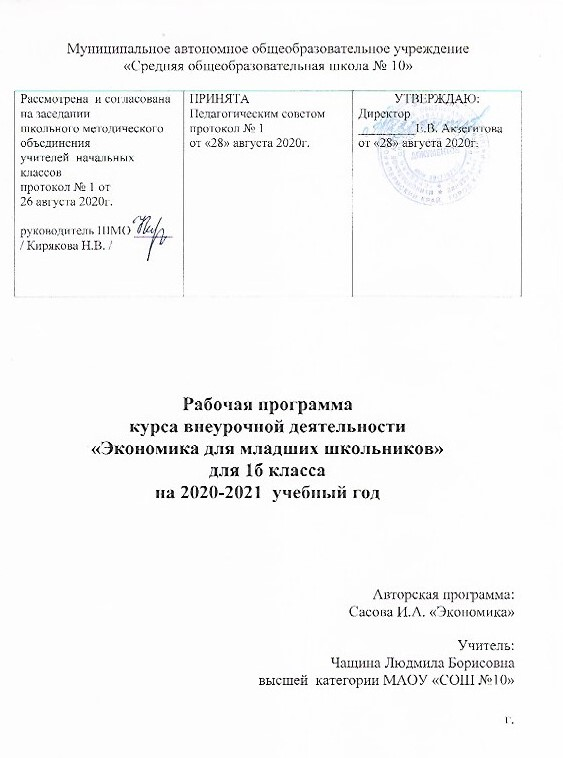 Муниципальное автономное общеобразовательное учреждение
«Средняя общеобразовательная школа № 10»
Рассмотрена и согласована
на заседании
школьного методического
объединения
учителей начальных
классов
протокол № 1 от
26 августа 2020г.
руководитель ШМО
/ Кирякова Н.В. /
ПРИНЯТА
Педагогическим советом
протокол № 1
от «28» августа 2020г.
УТВЕРЖДАЮ:
Директор
Е.В. Акзегитова
от «28» августа 2020г.
Рабочая программа
курса внеурочной деятельности
«Экономика для младших школьников»
для 1б класса
на 2020-2021 учебный год
Авторская программа:
Сасова И.А. «Экономика»
Учитель:
Чащина Людмила Борисовна
высшей категории МАОУ «СОШ №10»
г.